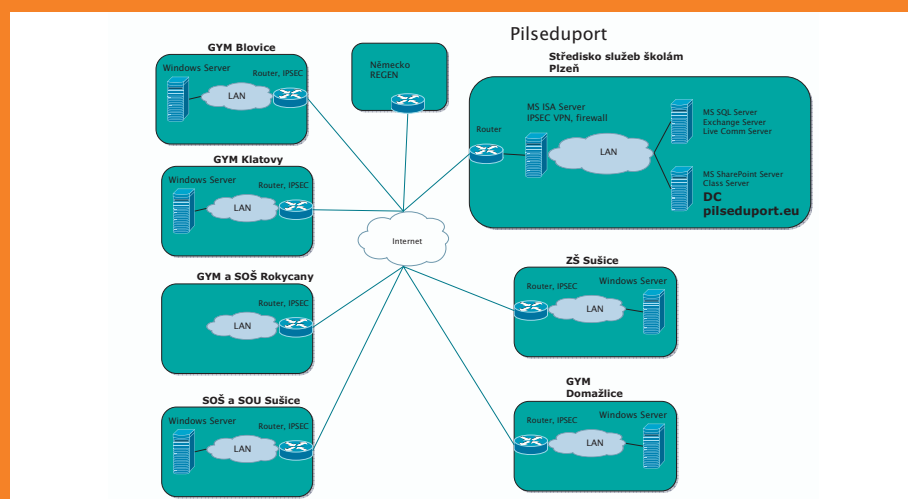 Pilseduport
GYM Blovice
Windows Server
Router, IPSEC
LAN
Německo
REGEN
Středisko služeb školám
Plzeň
MS ISA Server
IPSEC VPN, firewall
Router
LAN
MS SQL Server
Exchange Server
Live Comm Server
MS SharePoint Server
Class Server
DC
pilseduport.eu
GYM Klatovy
Windows Server
Router, IPSEC
LAN
Internet
GYM a SOŠ Rokycany
Router, IPSEC
LAN
ZŠ Sušice
Router, IPSEC
Windows Server
LAN
SOŠ a SOU Sušice
Windows Server
Router, IPSEC
LAN
GYM
Domažlice
Router, IPSEC
Windows Server
LAN